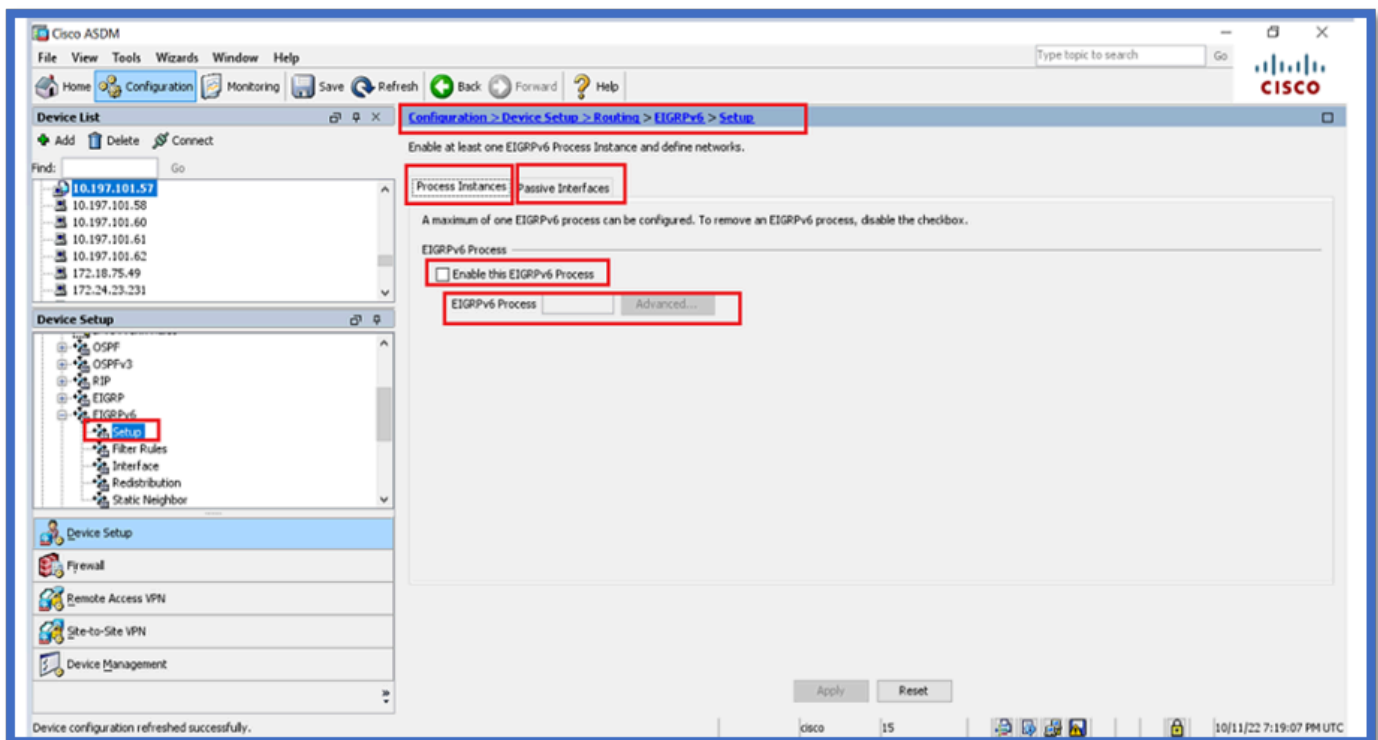 Cisco ASDM
File View Tools Wizards Window Help
Type topic to search Go
Home Configuration Monitoring Save Refresh Back Forward Help
CISCO
Device List
Add Delete Connect
Find: Go
10.197.101.57
10.197.101.58
10.197.101.60
10.197.101.61
10.197.101.62
172.18.75.49
172.24.23.231
Device Setup
OSPF
OSPFv3
RIP
EIGRP
EIGRPv6
Setup
Filter Rules
Interface
Redistribution
Static Neighbor
Device Setup
Firewall
Remote Access VPN
Site-to-Site VPN
Device Management
Configuration > Device Setup > Routing > EIGRPv6 > Setup
Enable at least one EIGRPv6 Process Instance and define networks.
Process Instances Passive Interfaces
A maximum of one EIGRPv6 process can be configured. To remove an EIGRPv6 process, disable the checkbox.
EIGRPv6 Process
Enable this EIGRPv6 Process
EIGRPv6 Process Advanced...
Apply Reset
Device configuration refreshed successfully. cisco 15 10/11/22 7:19:07 PM UTC